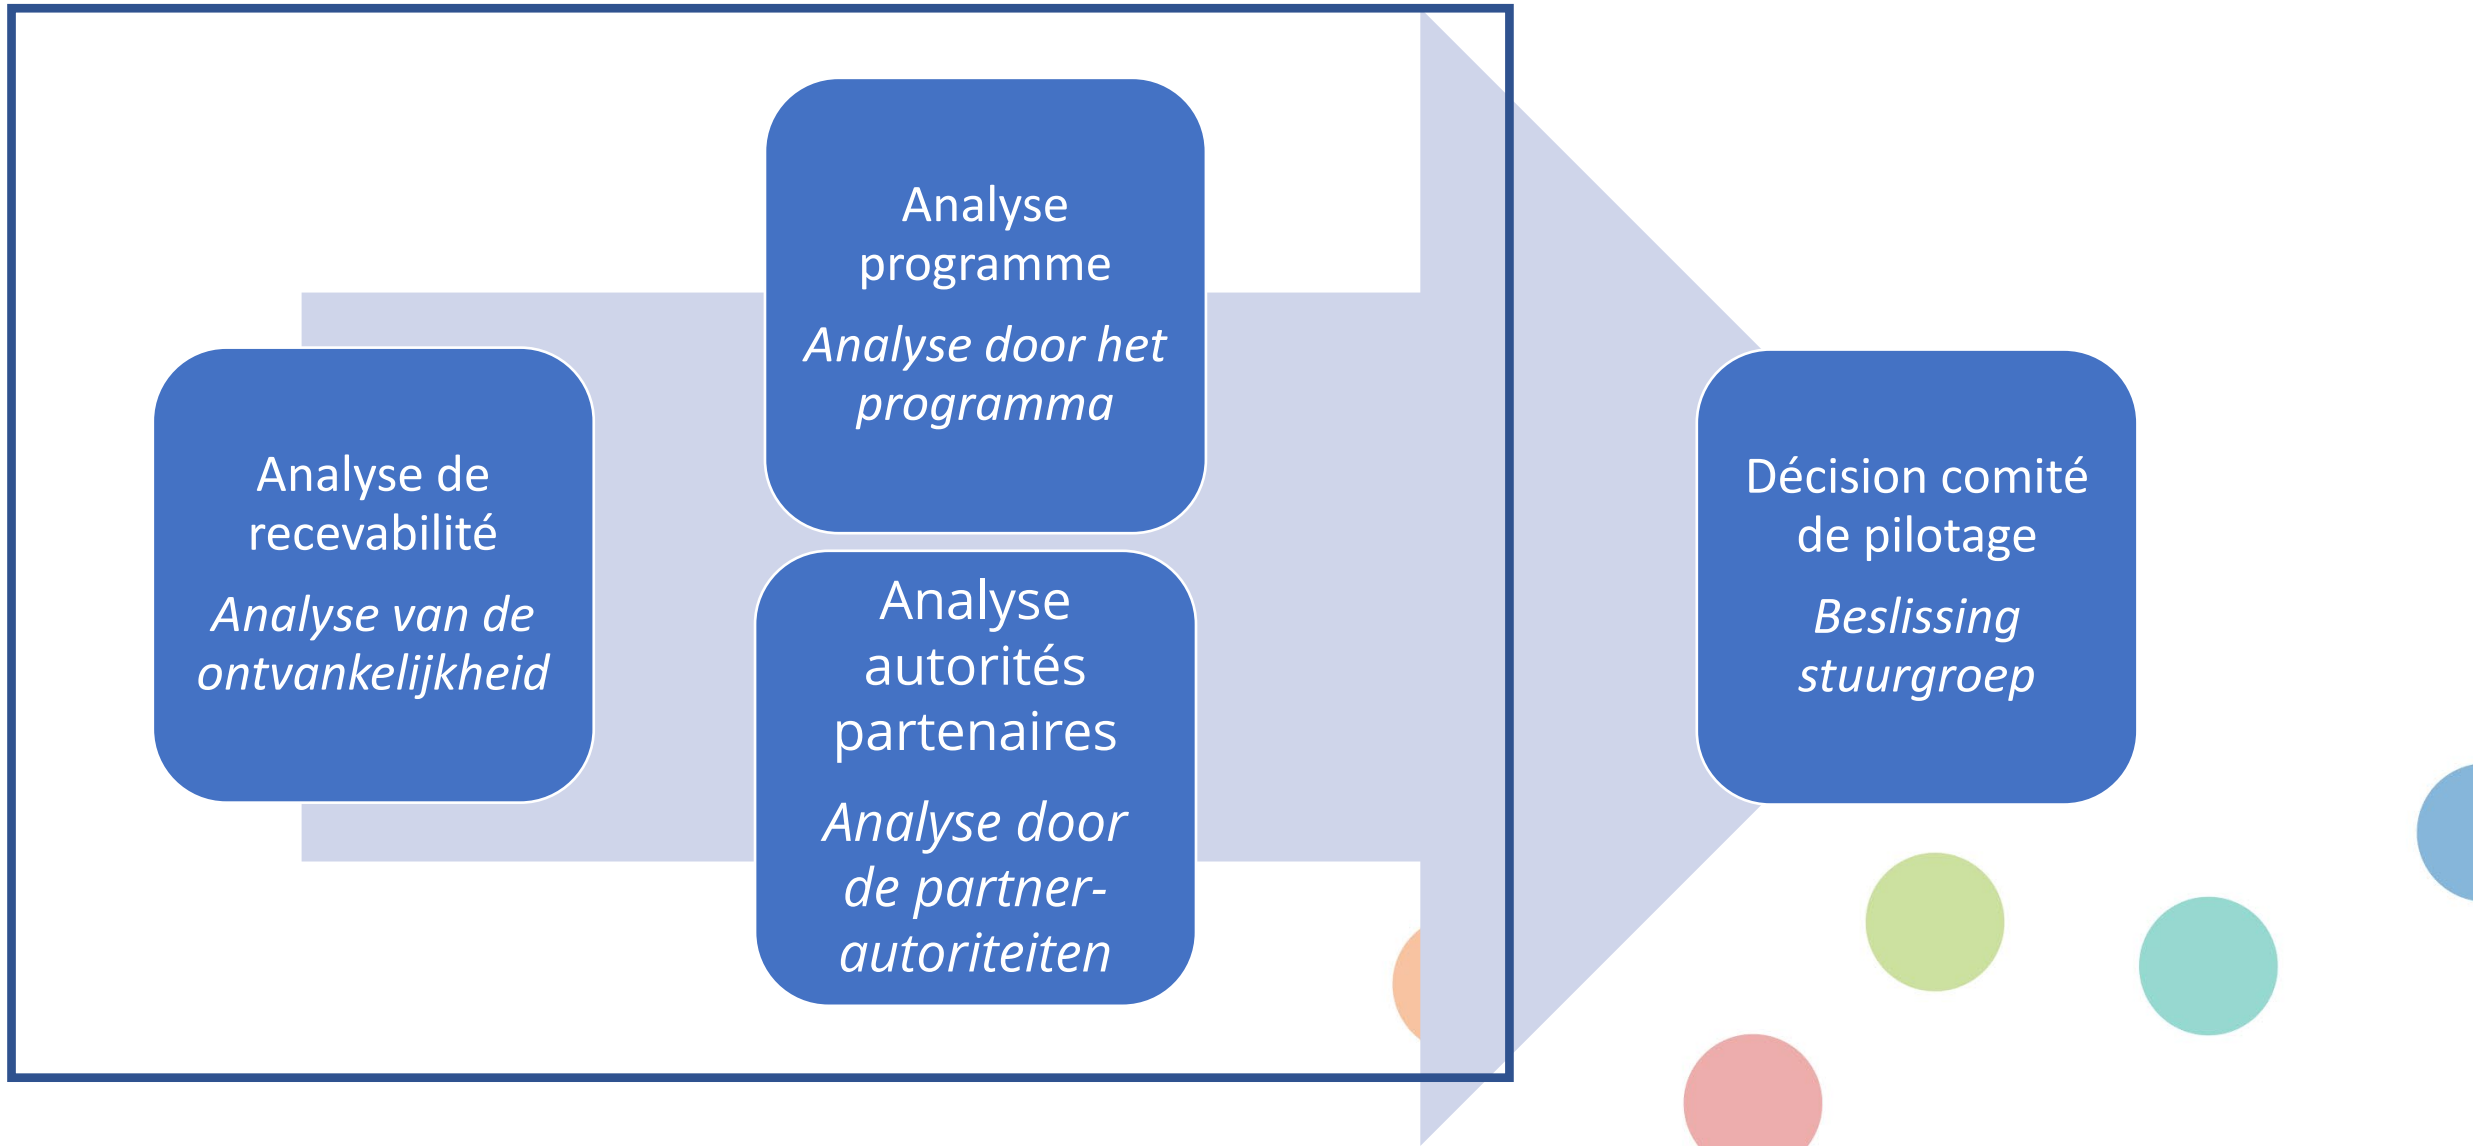 Analyse de
recevabilité
Analyse van de
ontvankelijkheid
Analyse
programme
Analyse door het
programma
Analyse
autorités
partenaires
Analyse door
de partner-
autoriteiten
Décision comité
de pilotage
Beslissing
stuurgroep